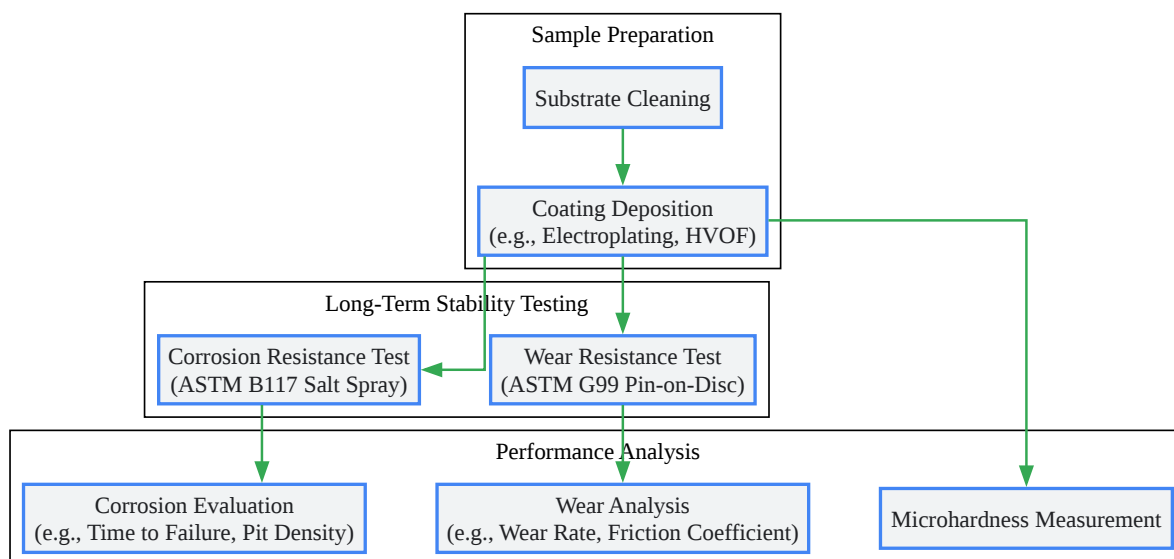 Sample Preparation
Substrate Cleaning
Coating Deposition
(e.g., Electroplating, HVOF)
Long-Term Stability Testing
Corrosion Resistance Test
(ASTM B117 Salt Spray)
Wear Resistance Test
(ASTM G99 Pin-on-Disc)
Performance Analysis
Corrosion Evaluation
(e.g., Time to Failure, Pit Density)
Wear Analysis
(e.g., Wear Rate, Friction Coefficient)
Microhardness Measurement